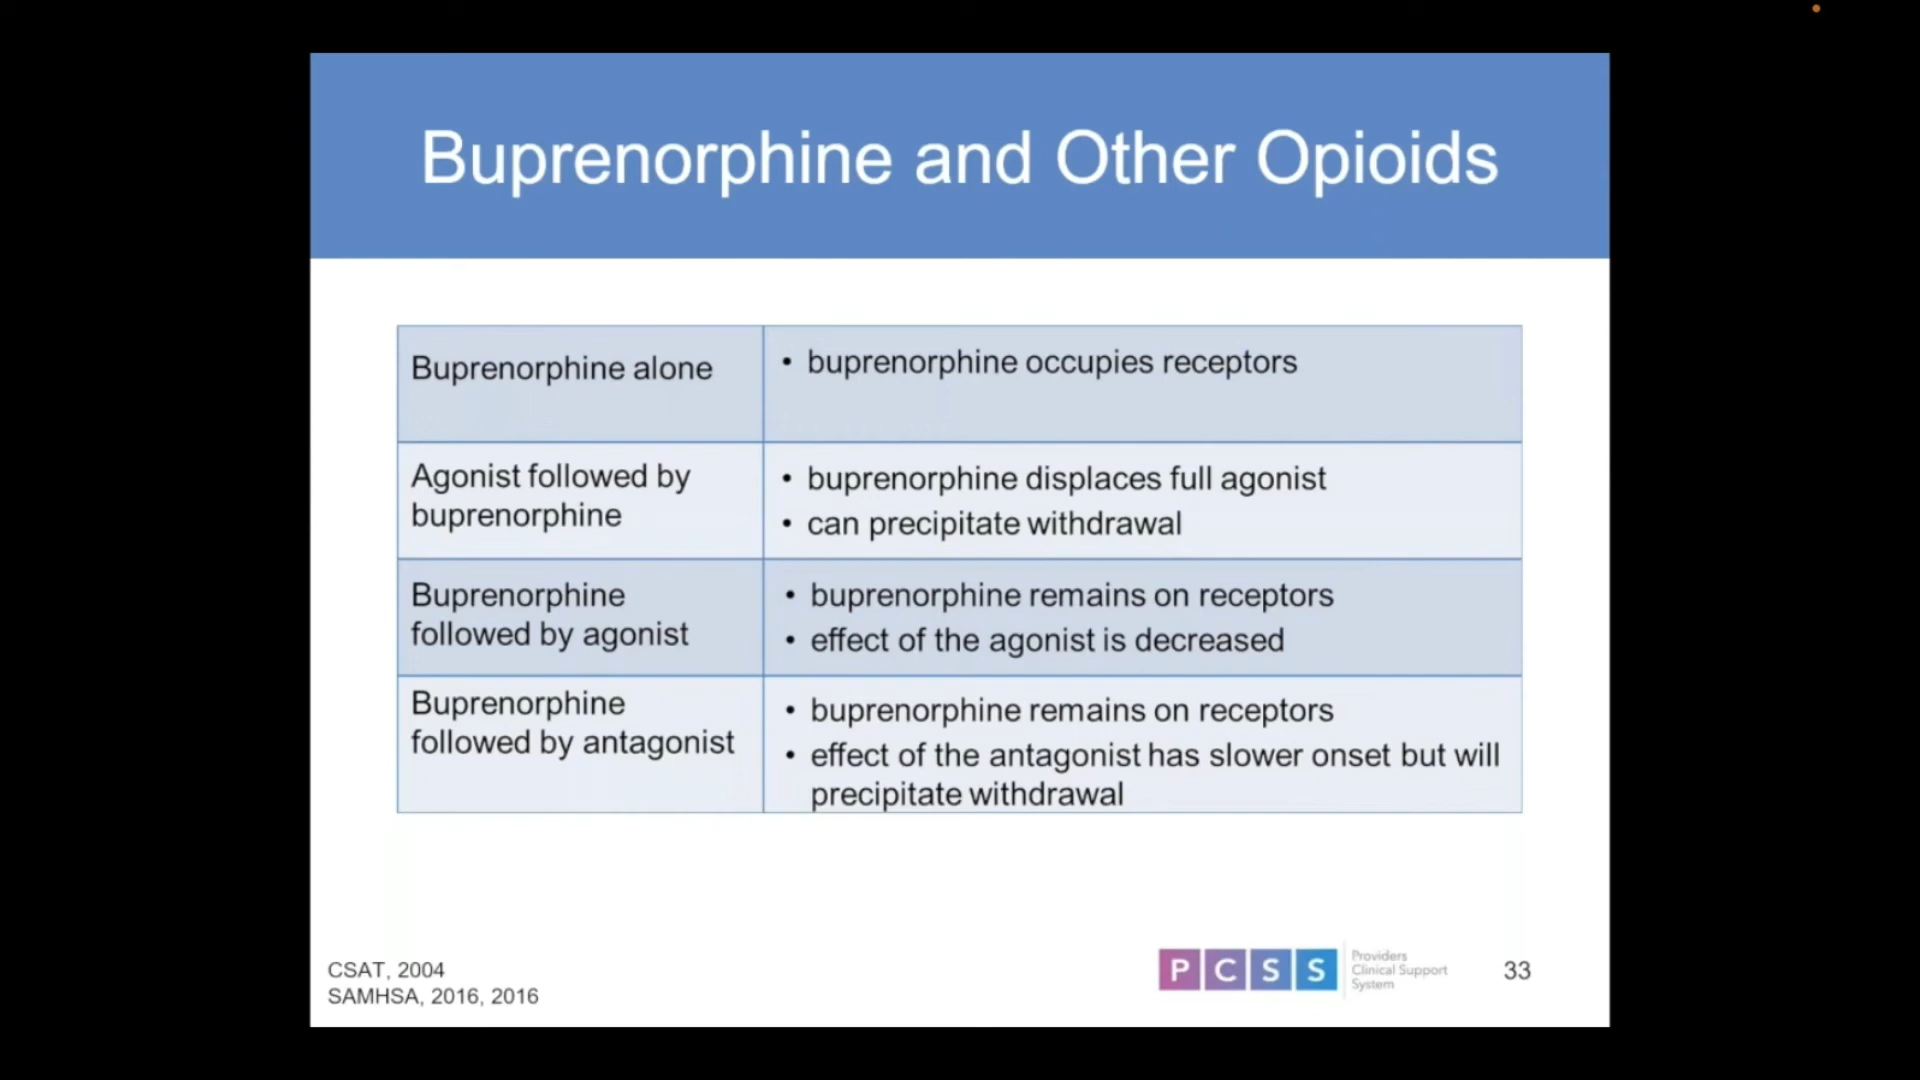 Buprenorphine and Other Opioids
Buprenorphine alone
• buprenorphine occupies receptors
Agonist followed by
buprenorphine
• buprenorphine displaces full agonist
• can precipitate withdrawal
Buprenorphine
followed by agonist
• buprenorphine remains on receptors
• effect of the agonist is decreased
Buprenorphine
followed by antagonist
• buprenorphine remains on receptors
• effect of the antagonist has slower onset but will
precipitate withdrawal
CSAT, 2004
SAMHSA, 2016, 2016
PCSS
Providers
Clinical Support
System
33